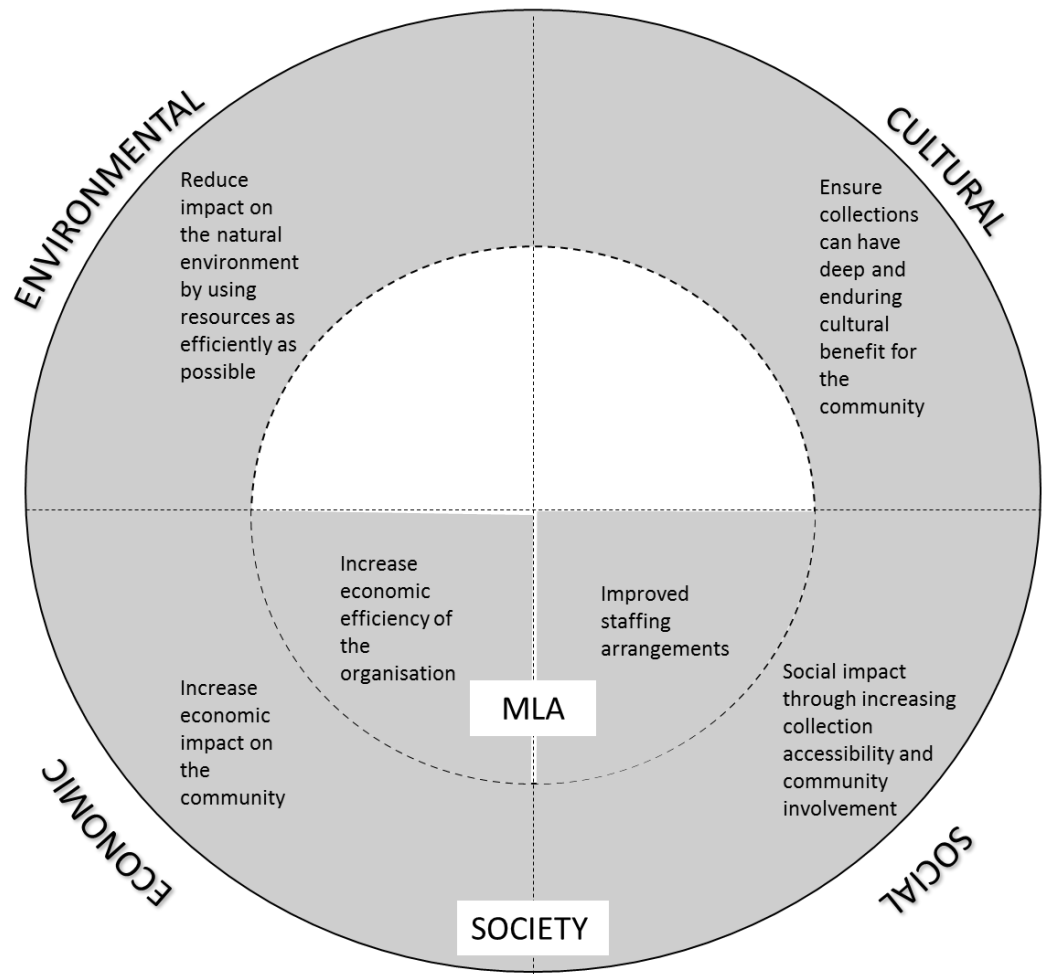 ENVIRONMENTAL
CULTURAL
Reduce
impact on
the natural
environment
by using
resources as
efficiently as
possible
Ensure
collections
can have
deep and
enduring
cultural
benefit for
the
community
Increase
economic
efficiency of
the
organisation
Improved
staffing
arrangements
MLA
Increase
economic
impact on
the
community
Social impact
through increasing
collection
accessibility and
community
involvement
ECONOMIC
SOCIAL
SOCIETY